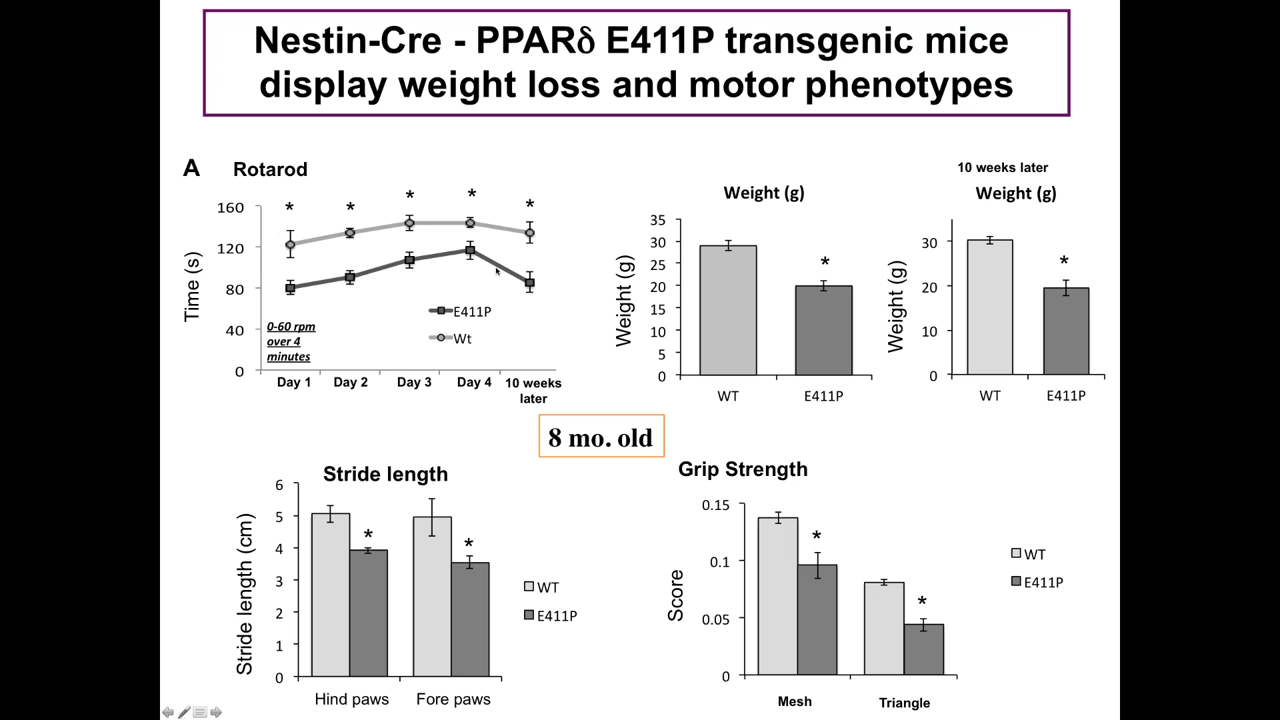 Nestin-Cre - PPARδ E411P transgenic mice
display weight loss and motor phenotypes
A Rotarod
* * * * *
160
120
80
40
0
Time (s)
E411P
Wt
0-60 rpm
over 4
minutes
Day 1 Day 2 Day 3 Day 4 10 weeks
later
Weight (g)
35
30
25
20
15
10
5
0
Weight (g)
*
WT E411P
10 weeks later
Weight (g)
30
20
10
0
Weight (g)
*
WT E411P
8 mo. old
Stride length
6
5
4
3
2
1
0
Stride length (cm)
* *
WT
E411P
Hind paws Fore paws
Grip Strength
0.15
0.1
0.05
0
Score
* *
WT
E411P
Mesh Triangle